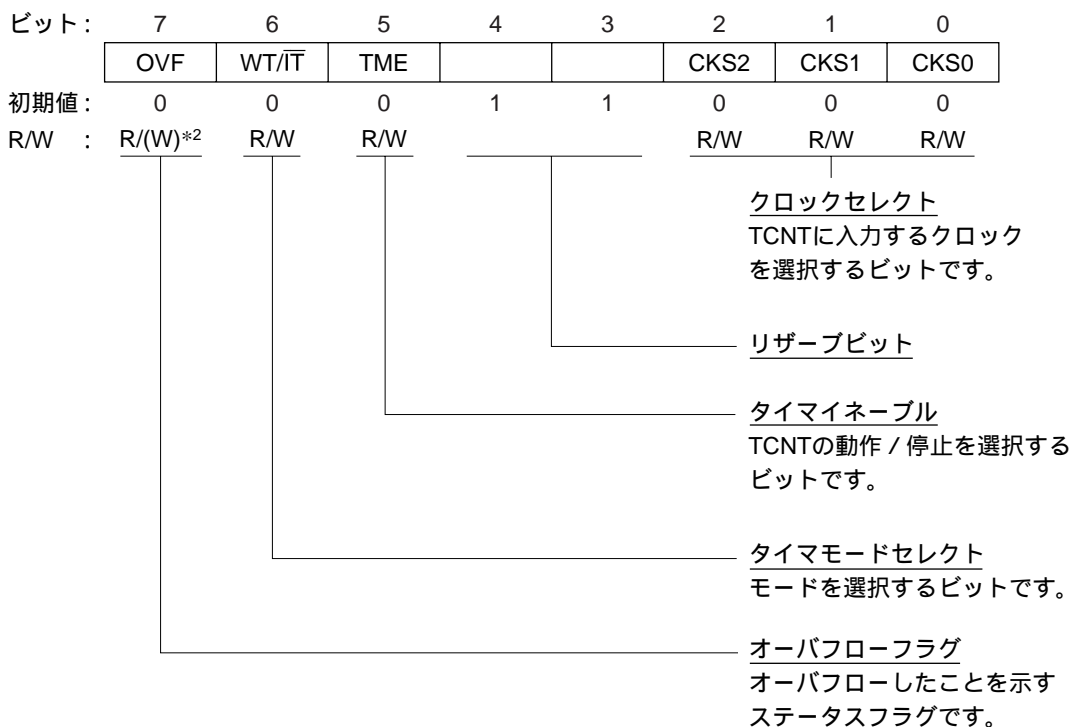 ビット： 7 6 5 4 3 2 1 0
OVF WT/I̅T̅ TME CKS2 CKS1 CKS0
初期値： 0 0 0 1 1 0 0 0
R/W ： R/(W)*2 R/W R/W R/W R/W R/W
クロックセレクト
TCNTに入力するクロック
を選択するビットです。
リザーブビット
タイマイネーブル
TCNTの動作／停止を選択する
ビットです。
タイマモードセレクト
モードを選択するビットです。
オーバフローフラグ
オーバフローしたことを示す
ステータスフラグです。